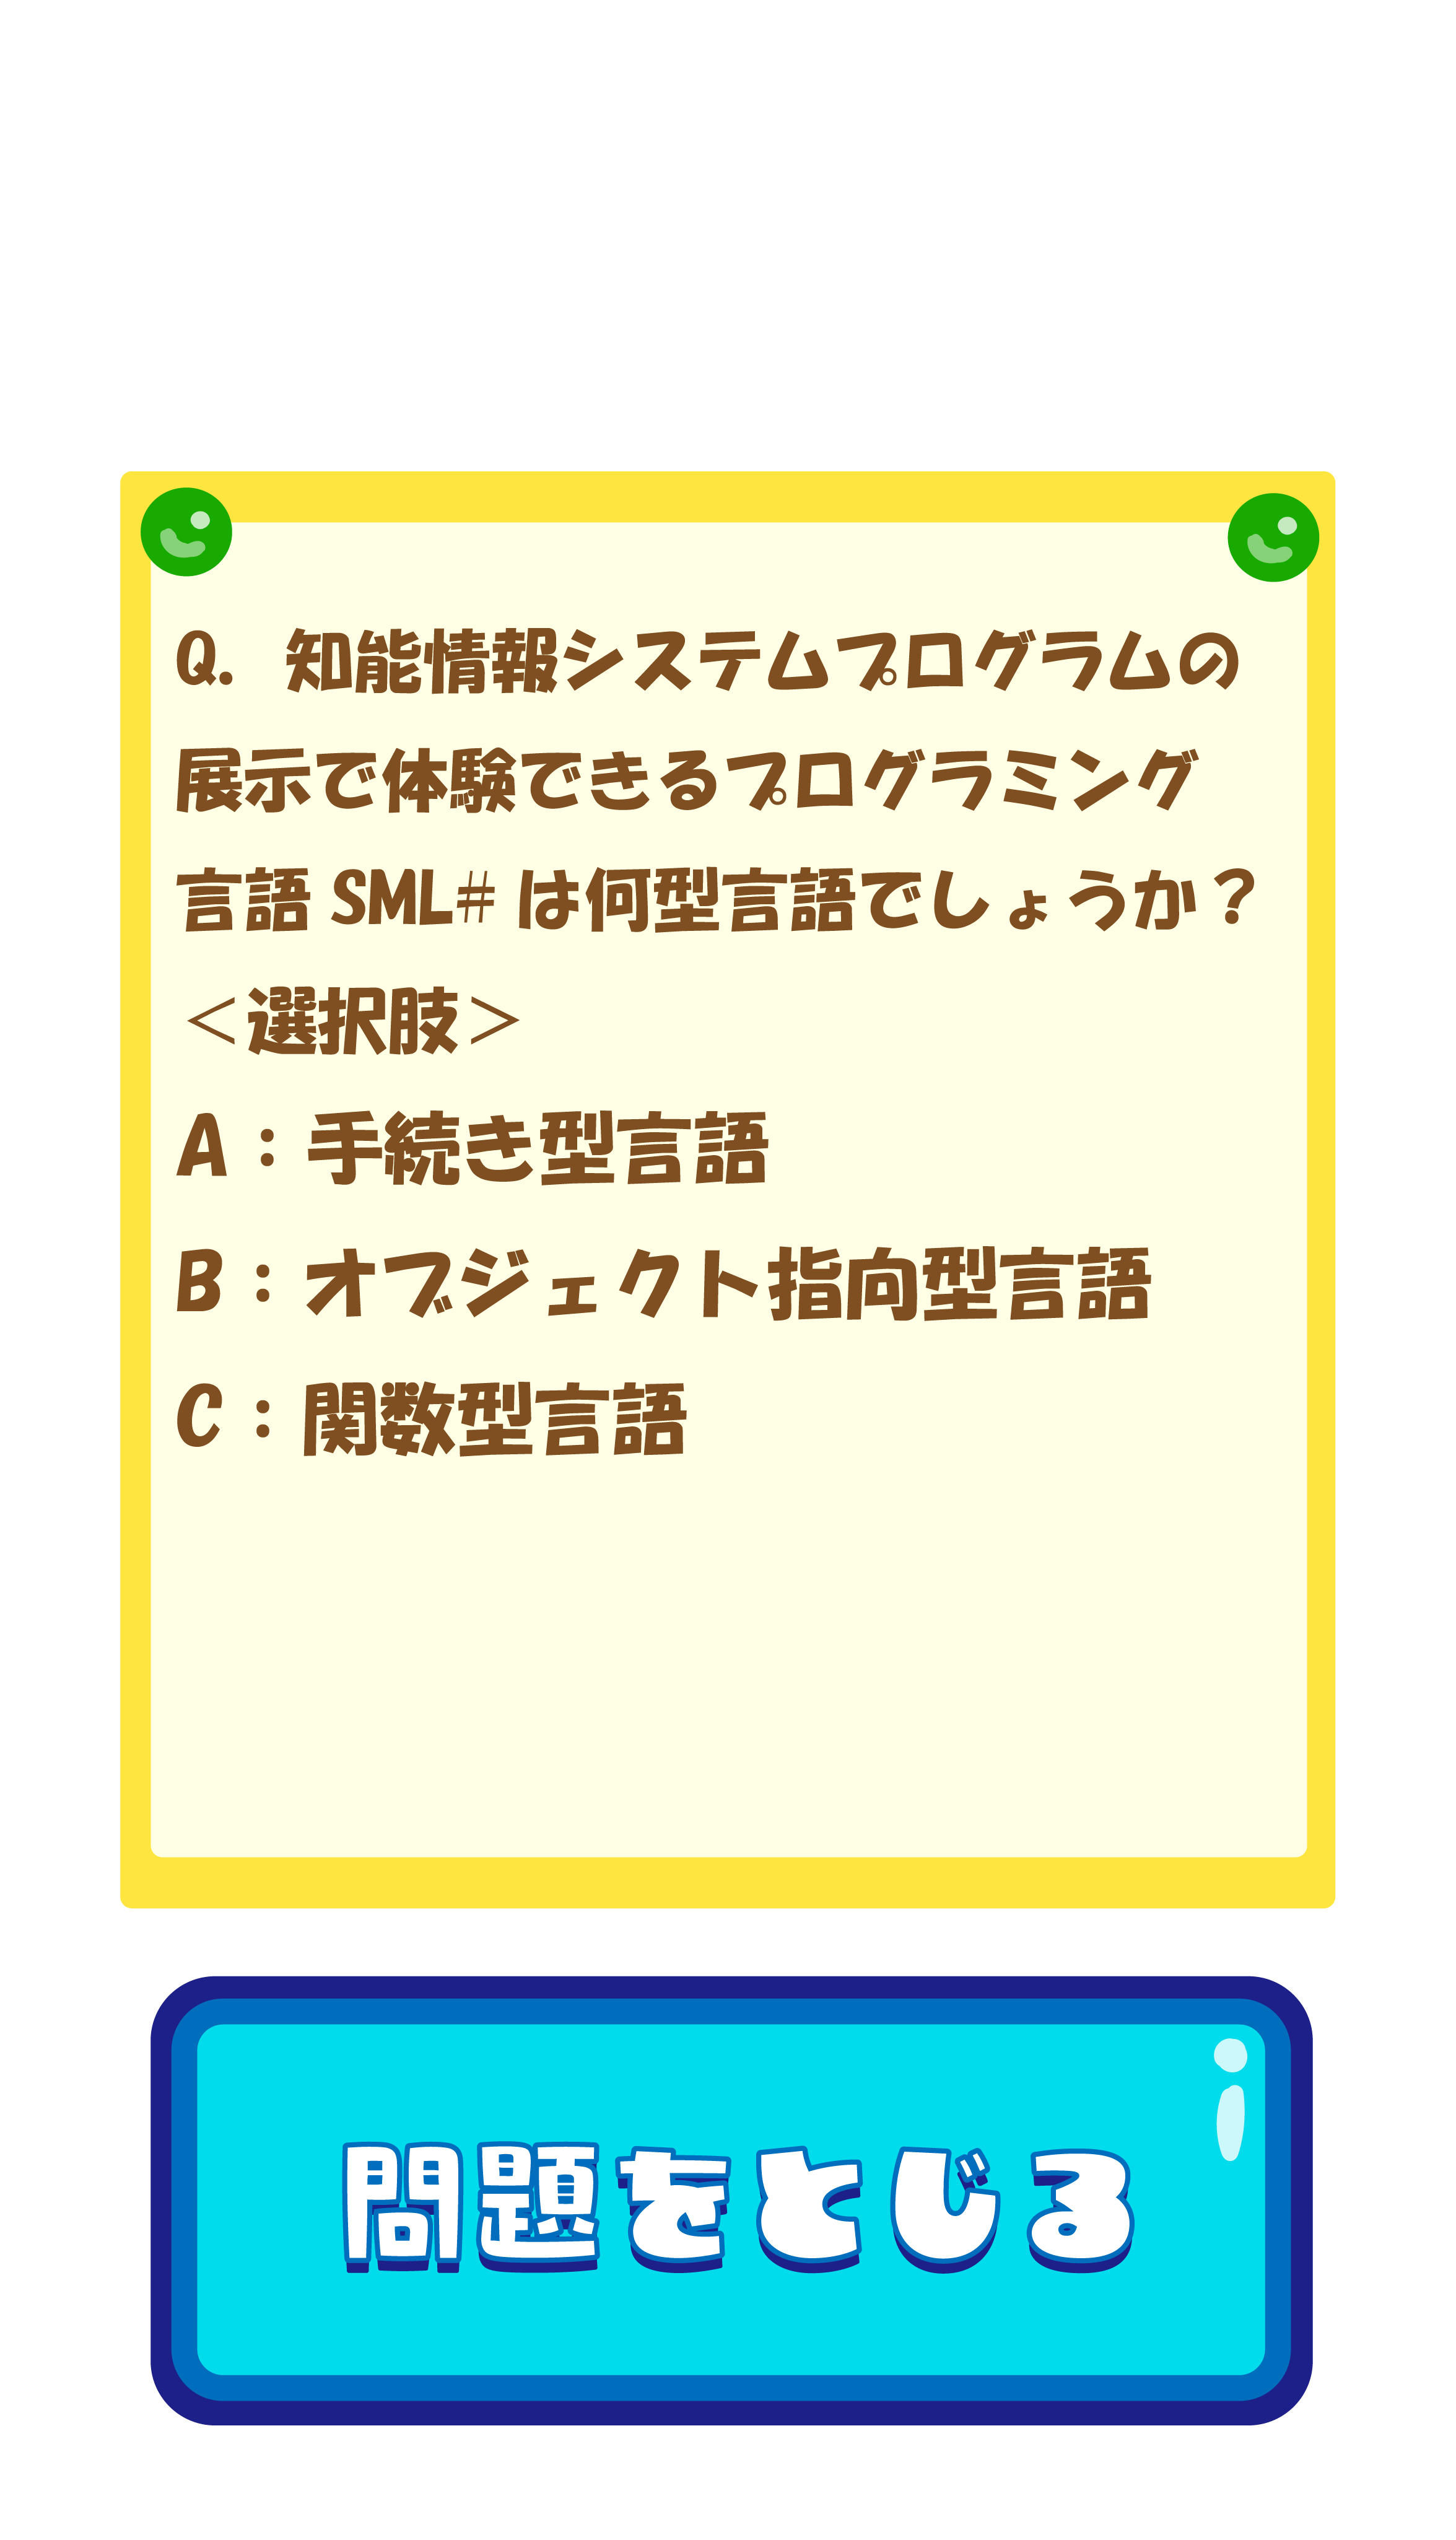 Q. 知能情報システムプログラムの
展示で体験できるプログラミング
言語 SML# は何型言語でしょうか？
＜選択肢＞
A：手続き型言語
B：オブジェクト指向型言語
C：関数型言語
問題をとじる